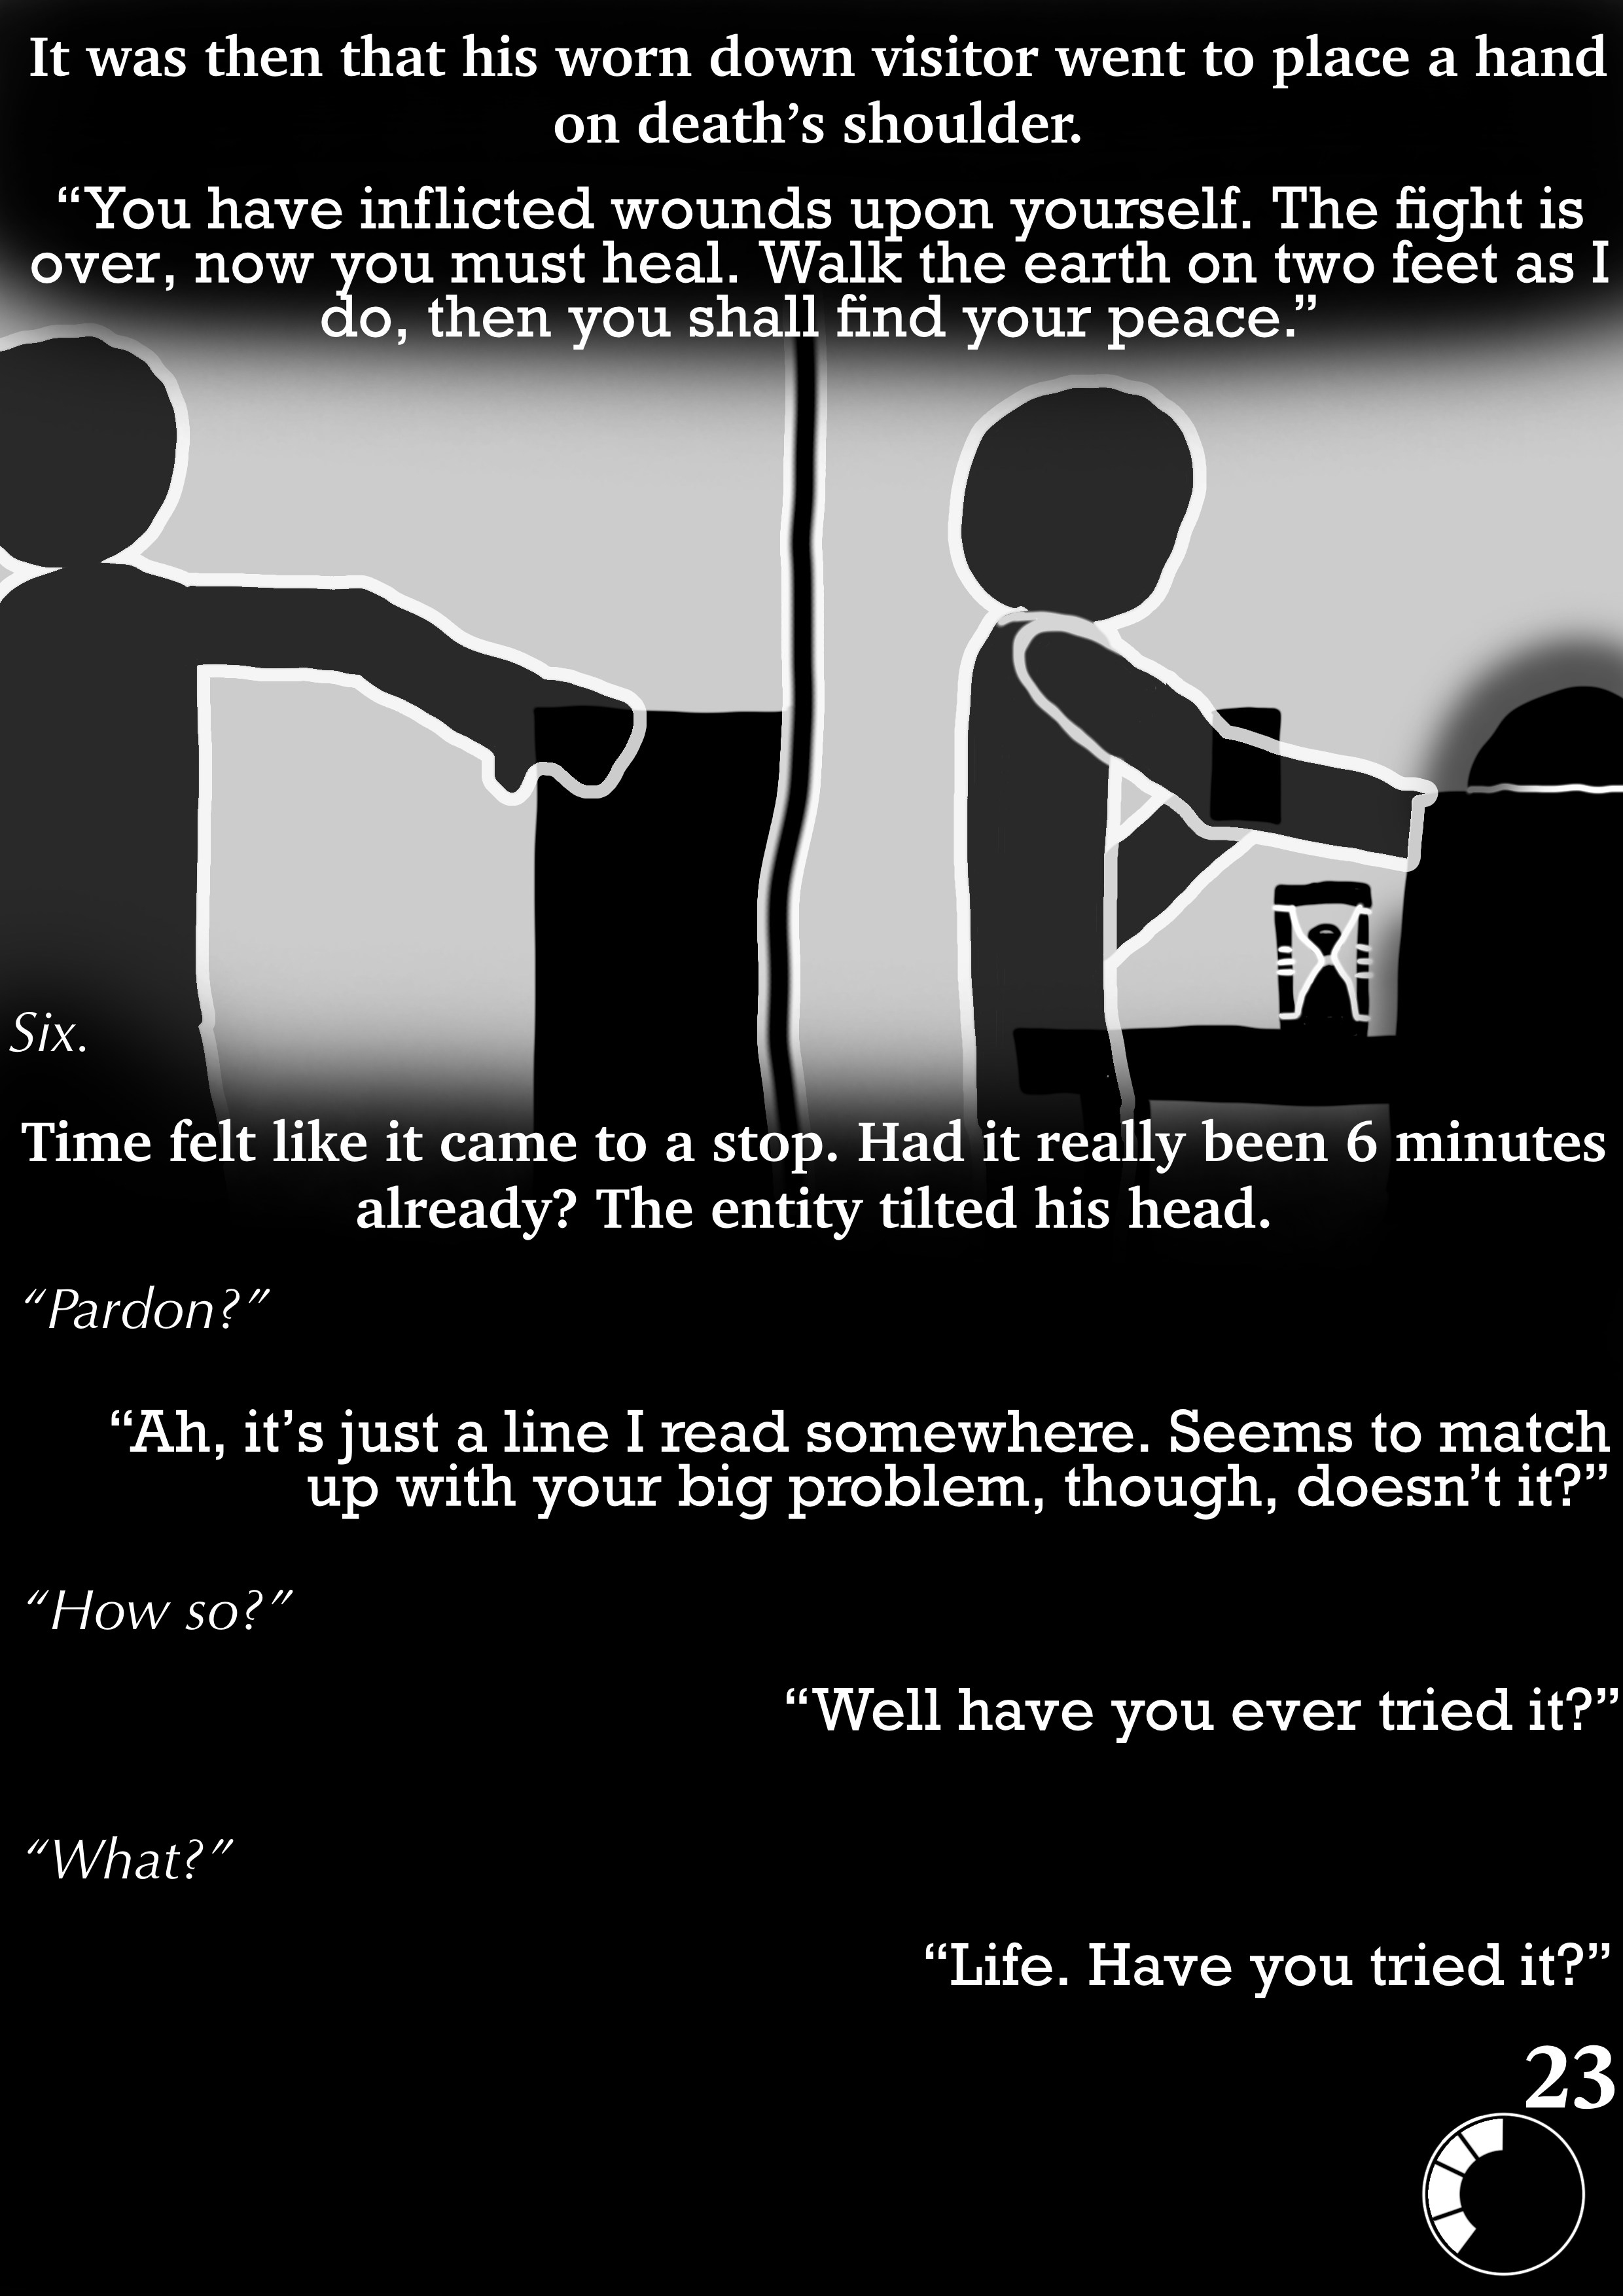 It was then that his worn down visitor went to place a hand
on death’s shoulder.
“You have inflicted wounds upon yourself. The fight is
over, now you must heal. Walk the earth on two feet as I
do, then you shall find your peace.”
Six.
Time felt like it came to a stop. Had it really been 6 minutes
already? The entity tilted his head.
“Pardon?”
“Ah, it’s just a line I read somewhere. Seems to match
up with your big problem, though, doesn’t it?”
“How so?”
“Well have you ever tried it?”
“What?”
“Life. Have you tried it?”
23